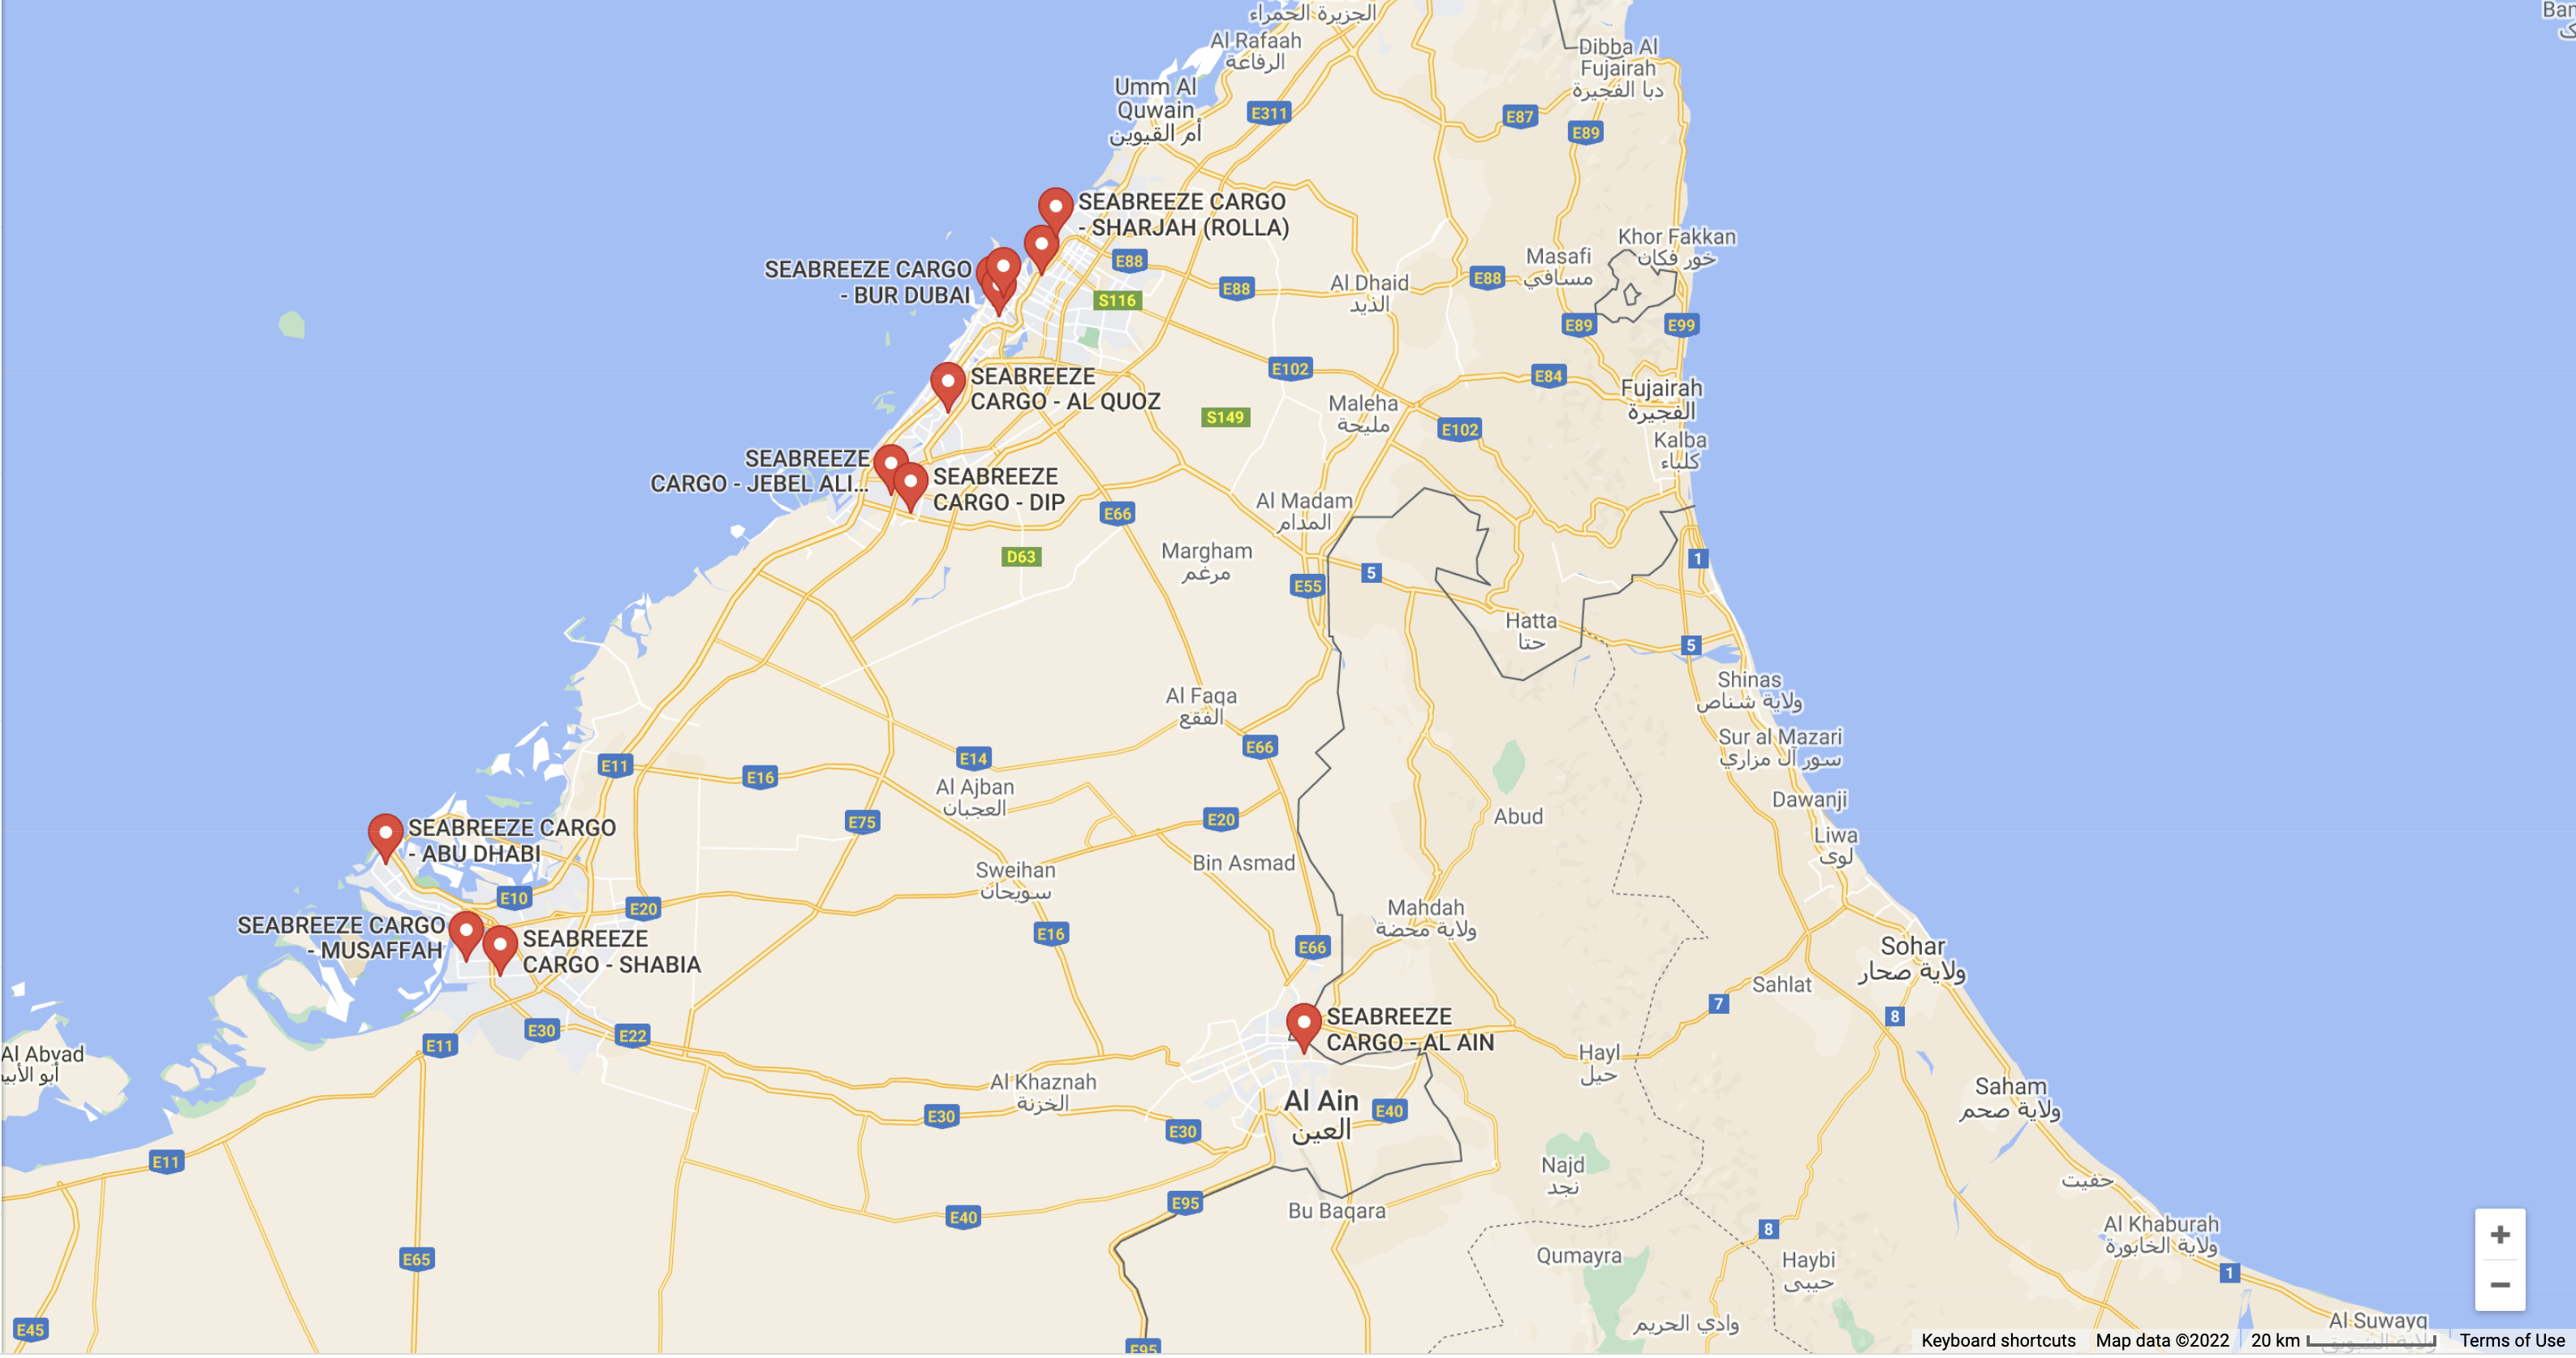 الجزيرة الحمراء
Al Rafaah
الرفاعة
Dibba Al
Fujairah
دبا الفجيرة
Umm Al
Quwain
أم القيوين
E311
E87
E89
SEABREEZE CARGO
- SHARJAH (ROLLA)
SEABREEZE CARGO
- BUR DUBAI
E88
E88
S116
Al Dhaid
الذيد
E88
Masafi
مسافي
Khor Fakkan
خور فكان
E89
E99
SEABREEZE
CARGO - AL QUOZ
E102
E84
S149
Maleha
مليحة
E102
Fujairah
الفجيرة
Kalba
كلباء
SEABREEZE
CARGO - JEBEL ALI...
SEABREEZE
CARGO - DIP
E66
Al Madam
المدام
D63
Margham
مرغم
E55
5
1
Hatta
حتا
5
Al Faqa
الفقع
Shinas
ولاية شناص
Sur al Mazari
سور آل مزاري
E11
E16
E14
E66
Al Ajban
العجبان
Dawanji
E75
E20
Abud
Liwa
لوى
SEABREEZE CARGO
- ABU DHABI
Bin Asmad
Sweihan
سويحان
E10
E20
Mahdah
ولاية محضة
SEABREEZE CARGO
- MUSAFFAH
SEABREEZE
CARGO - SHABIA
E16
E66
Sohar
ولاية صحار
Sahlat
7
8
SEABREEZE
CARGO - AL AIN
E30
E22
E11
Al Abyad
Hayl
حيل
Al Khaznah
الخزنة
E30
Al Ain
العين
E40
E30
Saham
ولاية صحم
E11
Najd
نجد
حفيت
E95
E40
Bu Baqara
8
Al Khaburah
ولاية الخابورة
E65
Qumayra
Haybi
حيبي
1
E45
وادي الحريم
Al Suwayq
E95
+
−
Keyboard shortcuts Map data ©2022 20 km Terms of Use